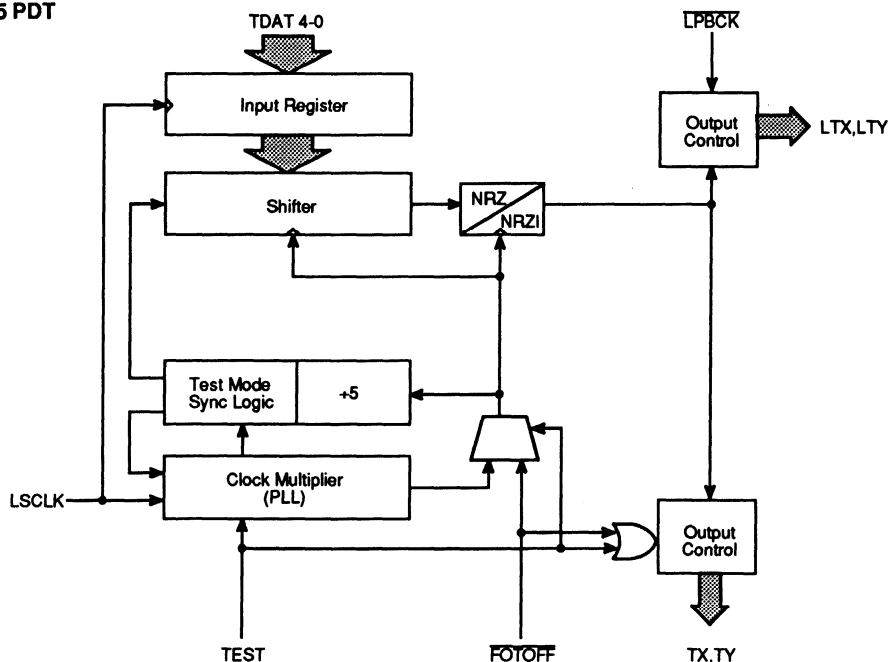 5 PDT
TDAT 4-0
LPBCK
Input Register
Output
Control
LTX,LTY
Shifter
NRZ
NRZI
Test Mode
Sync Logic
÷5
Clock Multiplier
(PLL)
LSCLK
Output
Control
TEST
FOTOFF
TX.TY